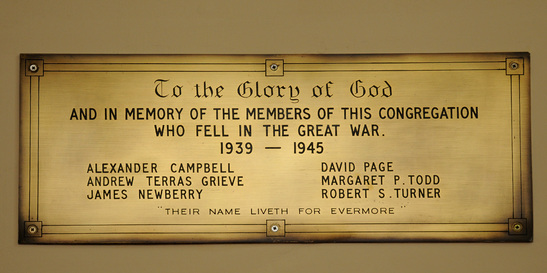 To the Glory of God
AND IN MEMORY OF THE MEMBERS OF THIS CONGREGATION
WHO FELL IN THE GREAT WAR.
1939 — 1945
ALEXANDER CAMPBELL
ANDREW TERRAS GRIEVE
JAMES NEWBERRY
DAVID PAGE
MARGARET P. TODD
ROBERT S. TURNER
"THEIR NAME LIVETH FOR EVERMORE"